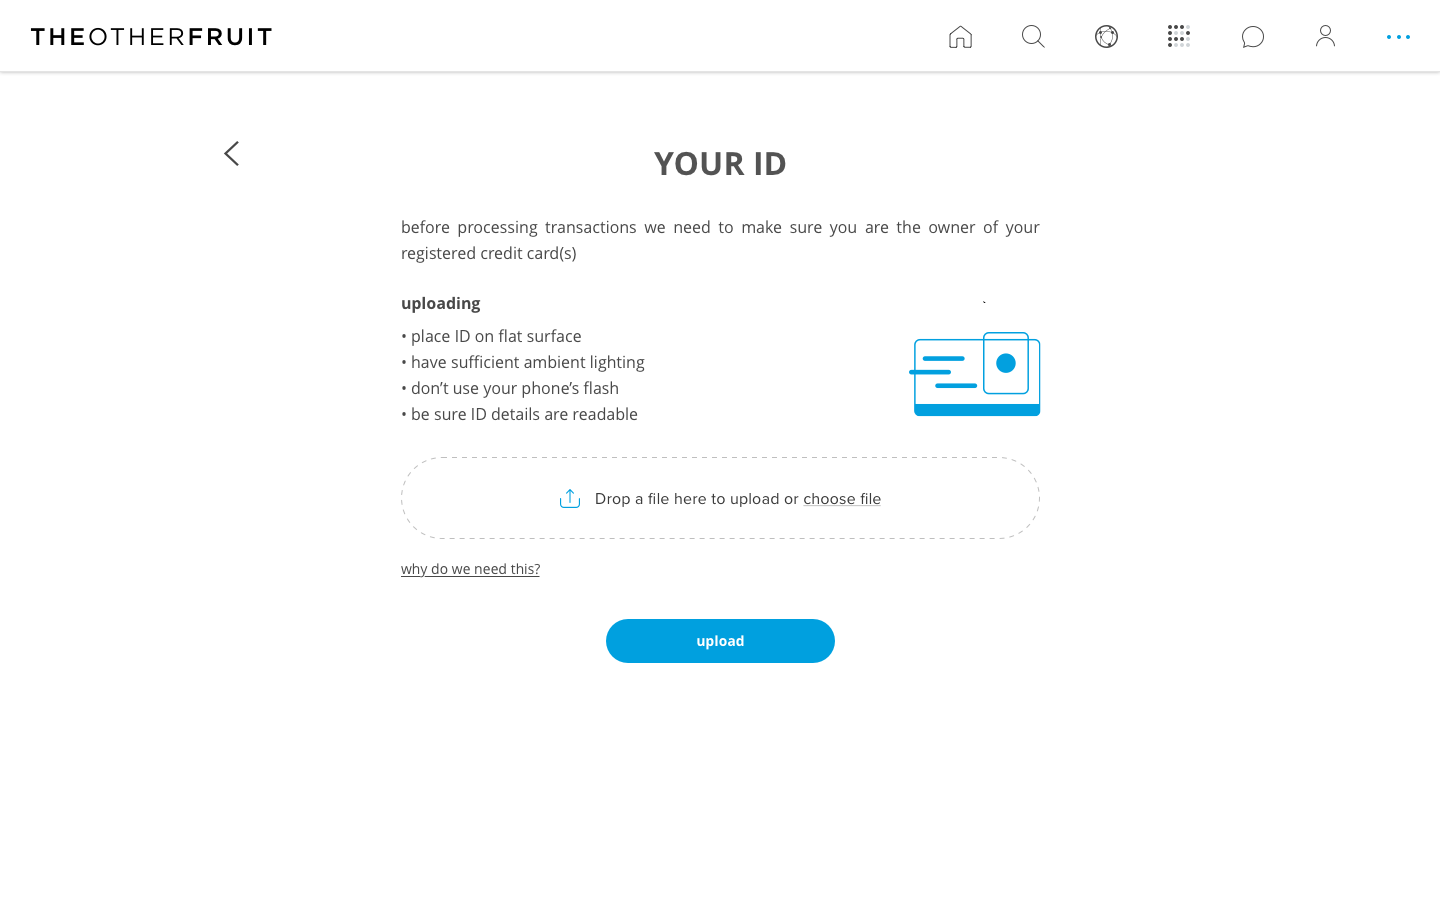 THEOTHERFRUIT
YOUR ID
before processing transactions we need to make sure you are the owner of your
registered credit card(s)
uploading
• place ID on flat surface
• have sufficient ambient lighting
• don’t use your phone’s flash
• be sure ID details are readable
Drop a file here to upload or choose file
why do we need this?
upload